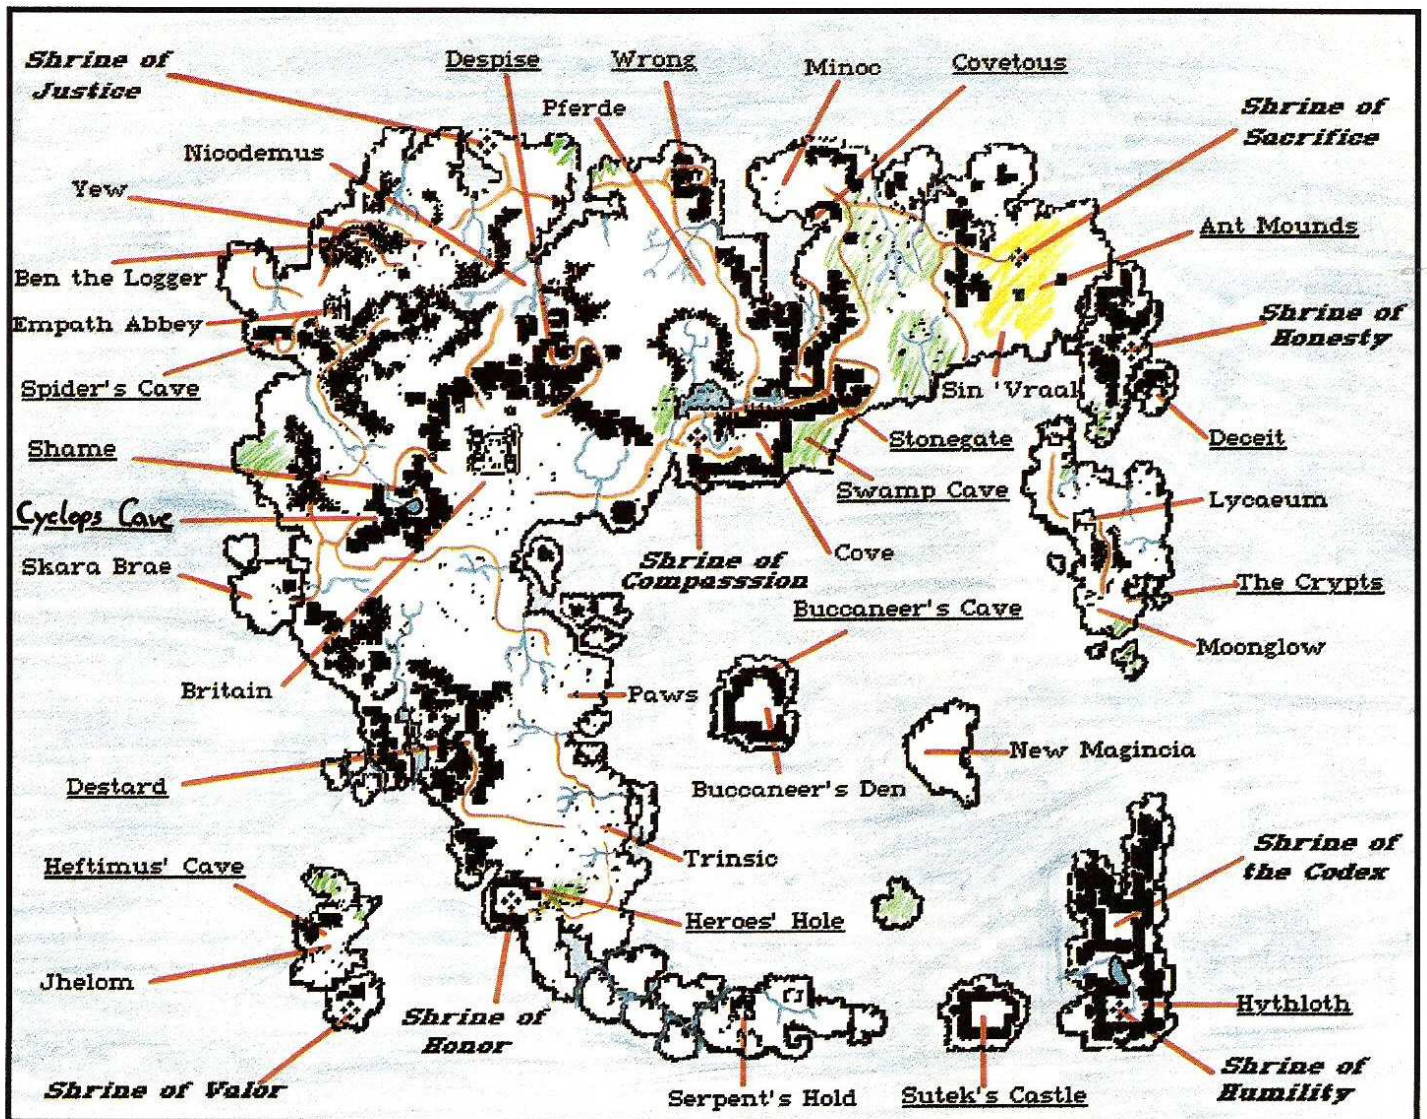 Shrine of
Justice
Despise
Wrong
Minoc
Covetous
Pferde
Shrine of
Sacrifice
Nicodemus
Yew
Ant Mounds
Ben the Logger
Empath Abbey
Shrine of
Honesty
Spider's Cave
Sin 'Vraal
Shame
Stonegate
Deceit
Swamp Cave
Cyclops Cave
Lycaeum
Skara Brae
Shrine of
Compasssion
Cove
The Crypts
Buccaneer's Cave
Moonglow
Britain
Paws
New Magincia
Destard
Buccaneer's Den
Trinsic
Shrine of
the Codex
Heftimus' Cave
Heroes' Hole
Jhelom
Shrine of
Honor
Hythloth
Shrine of Valor
Serpent's Hold
Sutek's Castle
Shrine of
Humility